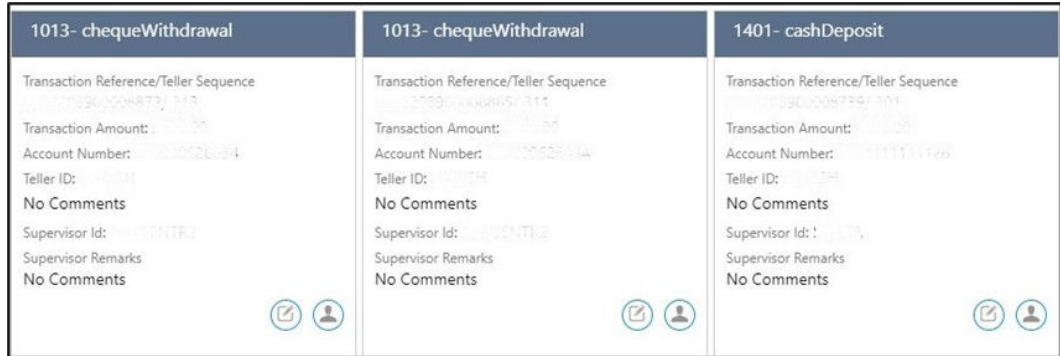 1013- chequeWithdrawal
Transaction Reference/Teller Sequence
Transaction Amount:
Account Number:
Teller ID:
No Comments
Supervisor Id:
Supervisor Remarks
No Comments
1013- chequeWithdrawal
Transaction Reference/Teller Sequence
Transaction Amount:
Account Number:
Teller ID:
No Comments
Supervisor Id:
Supervisor Remarks
No Comments
1401- cashDeposit
Transaction Reference/Teller Sequence
Transaction Amount:
Account Number:
Teller ID:
No Comments
Supervisor Id:
Supervisor Remarks
No Comments